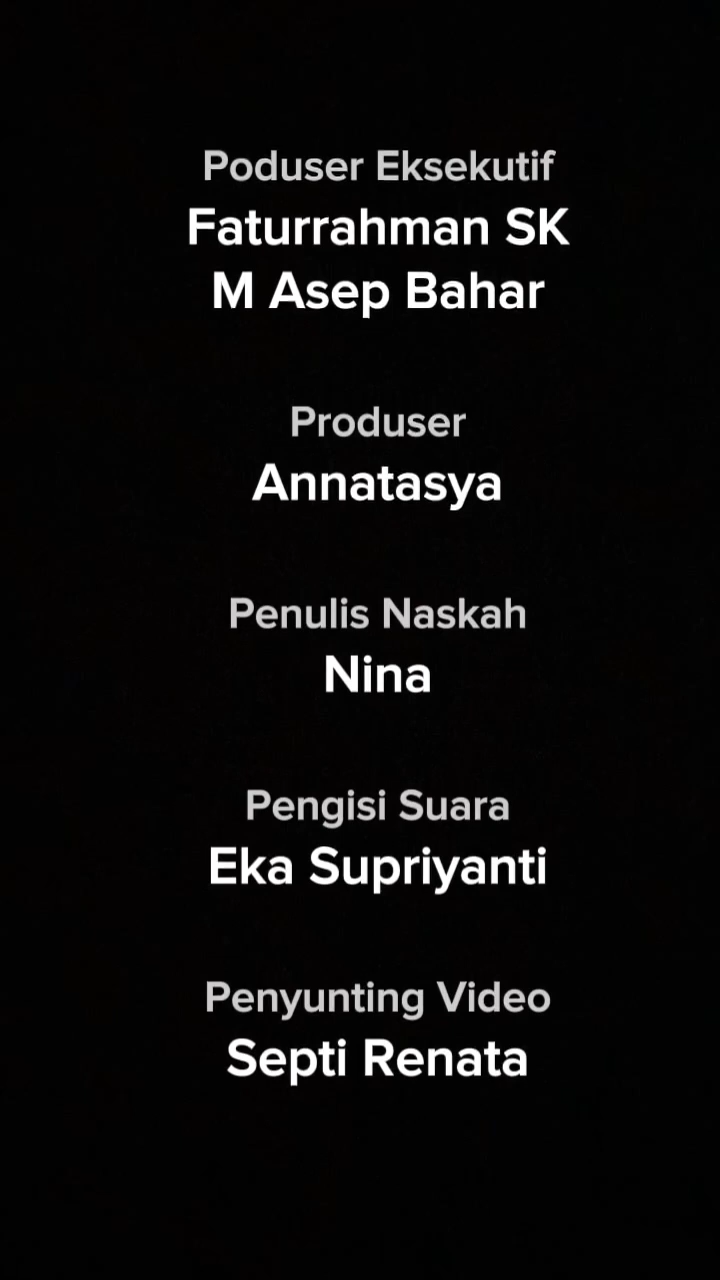 Poduser Eksekutif
Faturrahman SK
M Asep Bahar
Produser
Annatasya
Penulis Naskah
Nina
Pengisi Suara
Eka Supriyanti
Penyunting Video
Septi Renata